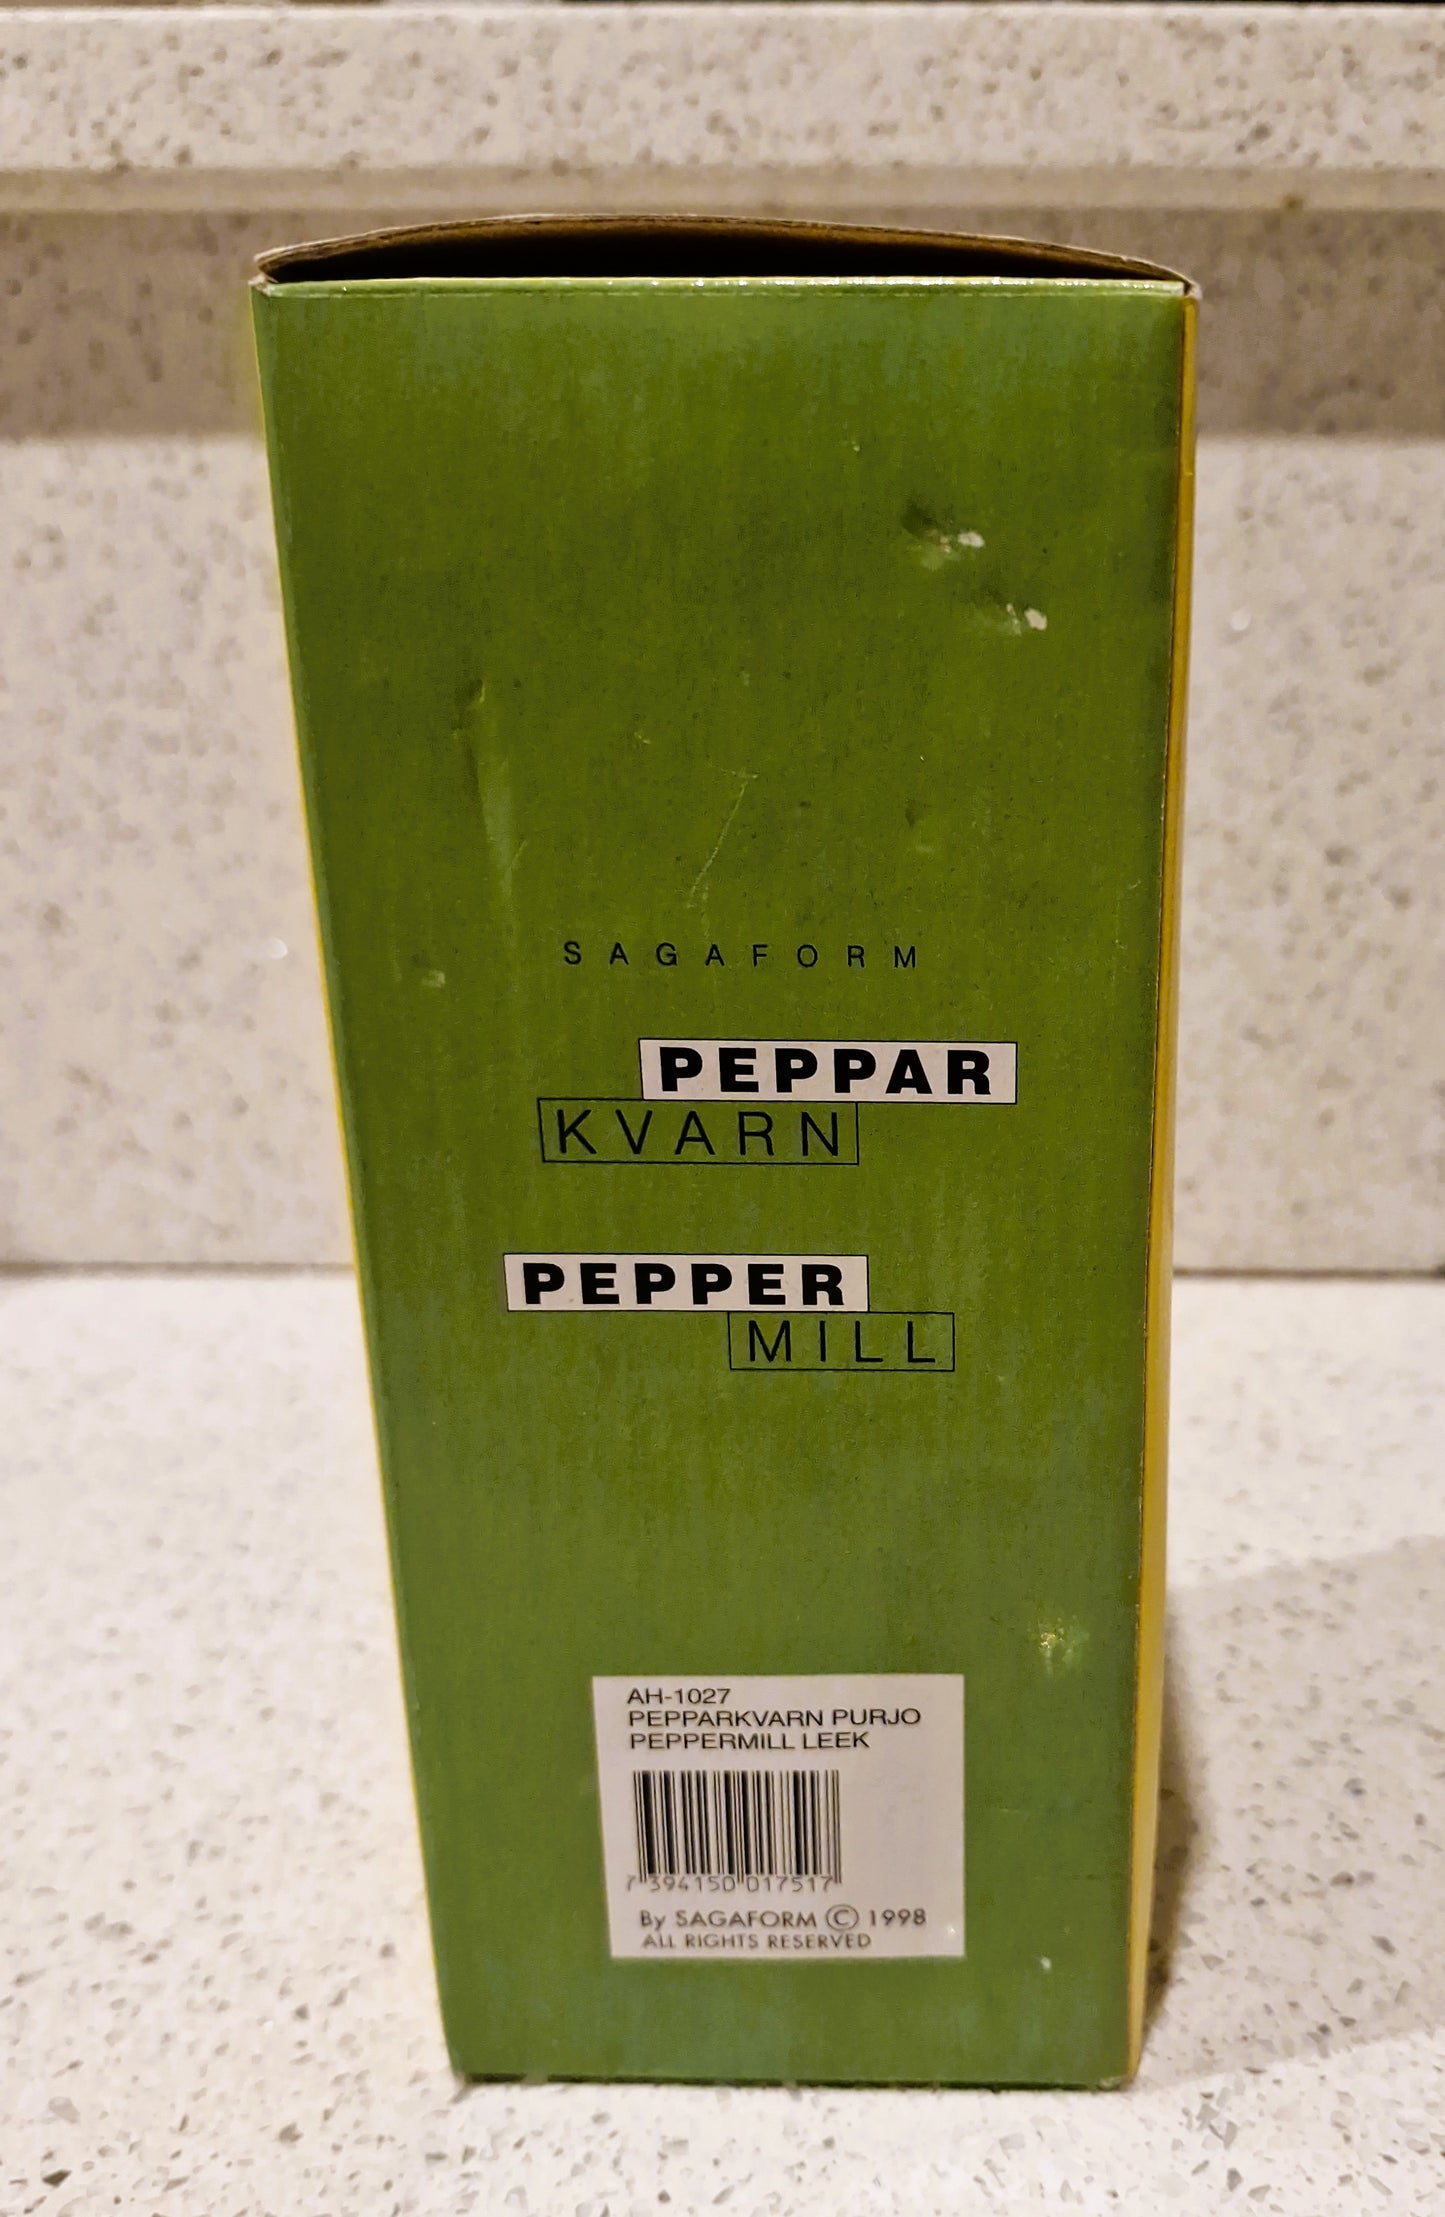 SAGAFORM
PEPPAR
KVARN
PEPPER
MILL
AH-1027
PEPPARKVARN PURJO
PEPPERMILL LEEK
7 394150 017517
By SAGAFORM © 1998
ALL RIGHTS RESERVED